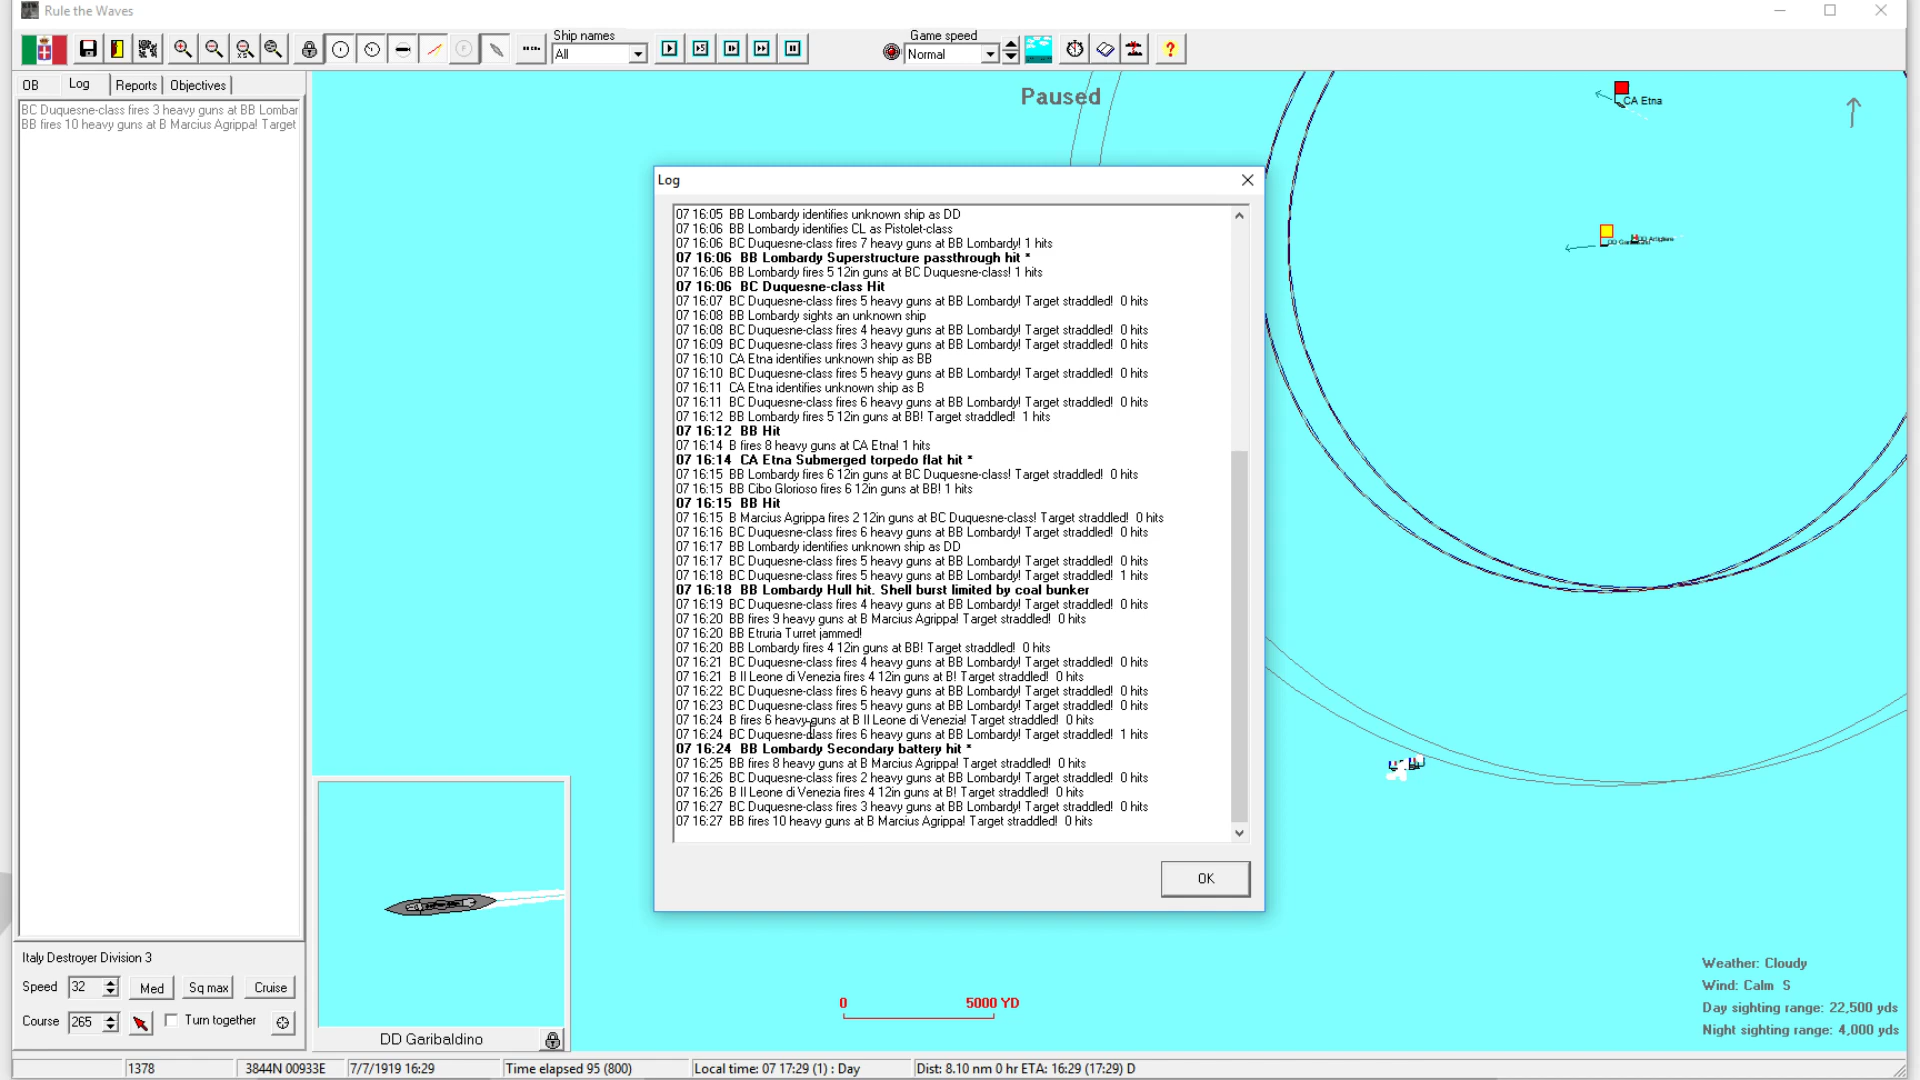 Rule the Waves
Ship names
All
Game speed
Normal
OB
Log
Reports
Objectives
BC Duquesne-class fires 3 heavy guns at BB Lombar
BB fires 10 heavy guns at B Marcius Agrippa! Target
Paused
CA Etna
Log
07 16:05 BB Lombardy identifies unknown ship as DD
07 16:06 BB Lombardy identifies CL as Pistolet-class
07 16:06 BC Duquesne-class fires 7 heavy guns at BB Lombardy! 1 hits
07 16:06 BB Lombardy Superstructure passthrough hit *
07 16:06 BB Lombardy fires 5 12in guns at BC Duquesne-class! 1 hits
07 16:06 BC Duquesne-class Hit
07 16:07 BC Duquesne-class fires 5 heavy guns at BB Lombardy! Target straddled! 0 hits
07 16:08 BB Lombardy sights an unknown ship
07 16:08 BC Duquesne-class fires 4 heavy guns at BB Lombardy! Target straddled! 0 hits
07 16:09 BC Duquesne-class fires 3 heavy guns at BB Lombardy! Target straddled! 0 hits
07 16:10 CA Etna identifies unknown ship as BB
07 16:10 BC Duquesne-class fires 5 heavy guns at BB Lombardy! Target straddled! 0 hits
07 16:11 CA Etna identifies unknown ship as B
07 16:11 BC Duquesne-class fires 6 heavy guns at BB Lombardy! Target straddled! 0 hits
07 16:12 BB Lombardy fires 5 12in guns at BB! Target straddled! 1 hits
07 16:12 BB Hit
07 16:14 B fires 8 heavy guns at CA Etna! 1 hits
07 16:14 CA Etna Submerged torpedo flat hit *
07 16:15 BB Lombardy fires 6 12in guns at BC Duquesne-class! Target straddled! 0 hits
07 16:15 BB Cibo Glorioso fires 6 12in guns at BB! 1 hits
07 16:15 BB Hit
07 16:15 B Marcius Agrippa fires 2 12in guns at BC Duquesne-class! Target straddled! 0 hits
07 16:16 BC Duquesne-class fires 6 heavy guns at BB Lombardy! Target straddled! 0 hits
07 16:17 BB Lombardy identifies unknown ship as DD
07 16:17 BC Duquesne-class fires 5 heavy guns at BB Lombardy! Target straddled! 0 hits
07 16:18 BC Duquesne-class fires 5 heavy guns at BB Lombardy! Target straddled! 1 hits
07 16:18 BB Lombardy Hull hit. Shell burst limited by coal bunker
07 16:19 BC Duquesne-class fires 4 heavy guns at BB Lombardy! Target straddled! 0 hits
07 16:20 BB fires 9 heavy guns at B Marcius Agrippa! Target straddled! 0 hits
07 16:20 BB Etruria Turret jammed!
07 16:20 BB Lombardy fires 4 12in guns at BB! Target straddled! 0 hits
07 16:21 BC Duquesne-class fires 4 heavy guns at BB Lombardy! Target straddled! 0 hits
07 16:21 B Il Leone di Venezia fires 4 12in guns at B! Target straddled! 0 hits
07 16:22 BC Duquesne-class fires 6 heavy guns at BB Lombardy! Target straddled! 0 hits
07 16:23 BC Duquesne-class fires 5 heavy guns at BB Lombardy! Target straddled! 0 hits
07 16:24 B fires 6 heavy guns at B Il Leone di Venezia! Target straddled! 0 hits
07 16:24 BC Duquesne-class fires 6 heavy guns at BB Lombardy! Target straddled! 1 hits
07 16:24 BB Lombardy Secondary battery hit *
07 16:25 BB fires 8 heavy guns at B Marcius Agrippa! Target straddled! 0 hits
07 16:26 BC Duquesne-class fires 2 heavy guns at BB Lombardy! Target straddled! 0 hits
07 16:26 B Il Leone di Venezia fires 4 12in guns at B! Target straddled! 0 hits
07 16:27 BC Duquesne-class fires 3 heavy guns at BB Lombardy! Target straddled! 0 hits
07 16:27 BB fires 10 heavy guns at B Marcius Agrippa! Target straddled! 0 hits
OK
Italy Destroyer Division 3
Speed 32 Med Sq max Cruise
Course 265 Turn together
DD Garibaldino
0 5000 YD
Weather: Cloudy
Wind: Calm S
Day sighting range: 22,500 yds
Night sighting range: 4,000 yds
1378 3844N 00933E 7/7/1919 16:29 Time elapsed 95 (800) Local time: 07 17:29 (1) : Day Dist: 8.10 nm 0 hr ETA: 16:29 (17:29) D